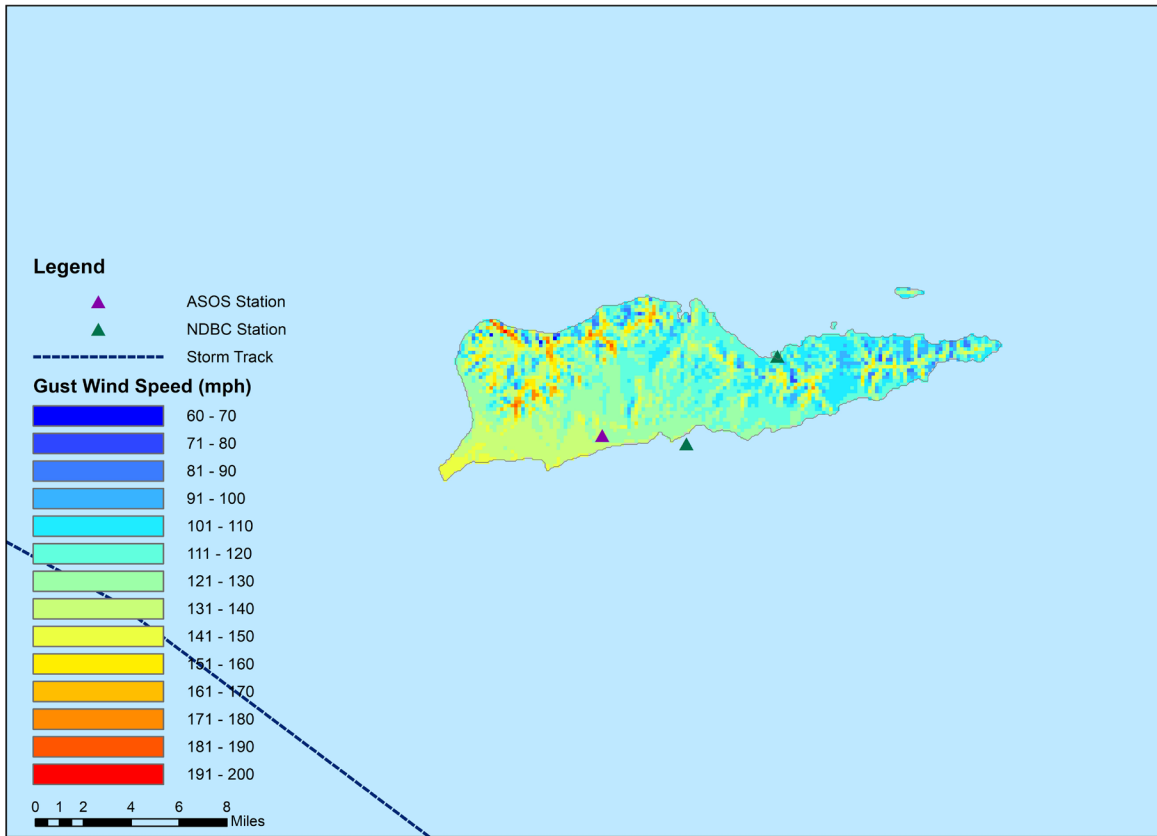 Legend
ASOS Station
NDBC Station
Storm Track
Gust Wind Speed (mph)
60 - 70
71 - 80
81 - 90
91 - 100
101 - 110
111 - 120
121 - 130
131 - 140
141 - 150
151 - 160
161 - 170
171 - 180
181 - 190
191 - 200
0 1 2 4 6 8
Miles